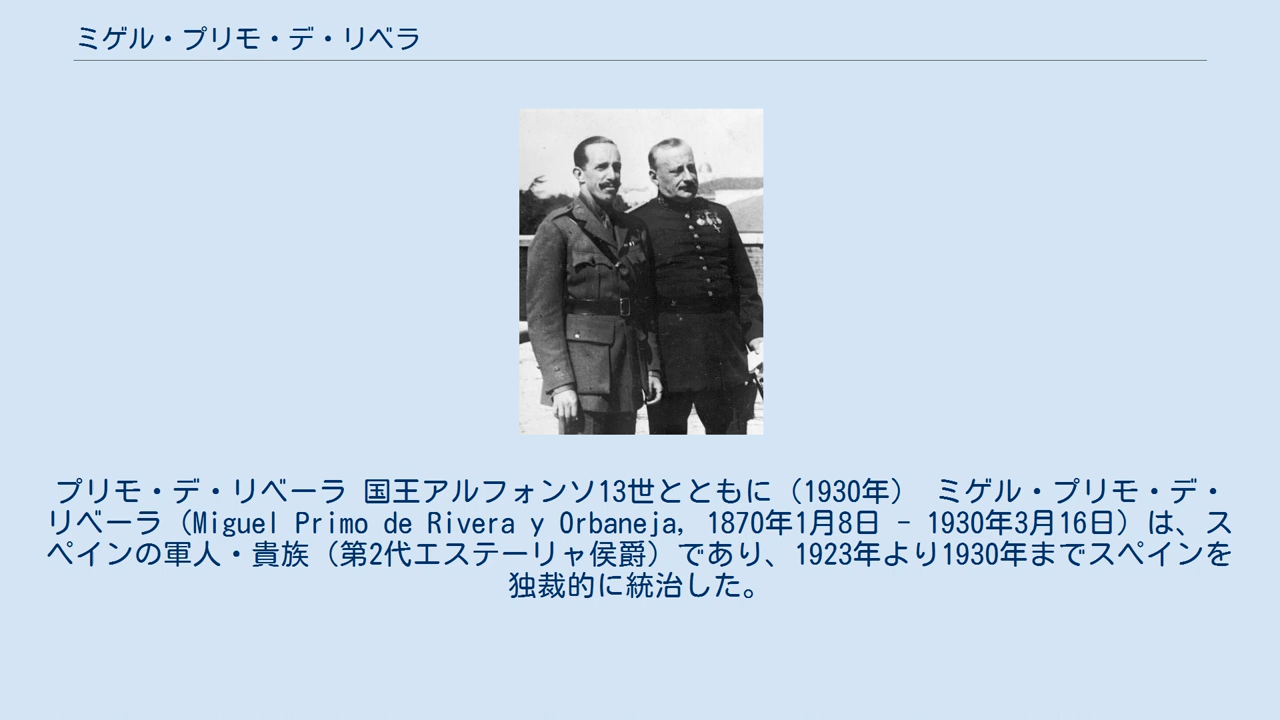 ミゲル・プリモ・デ・リベラ
プリモ・デ・リベーラ 国王アルフォンソ13世とともに（1930年） ミゲル・プリモ・デ・
リベーラ（Miguel Primo de Rivera y Orbaneja, 1870年1月8日 - 1930年3月16日）は、ス
ペインの軍人・貴族（第2代エステーリャ侯爵）であり、1923年より1930年までスペインを
独裁的に統治した。